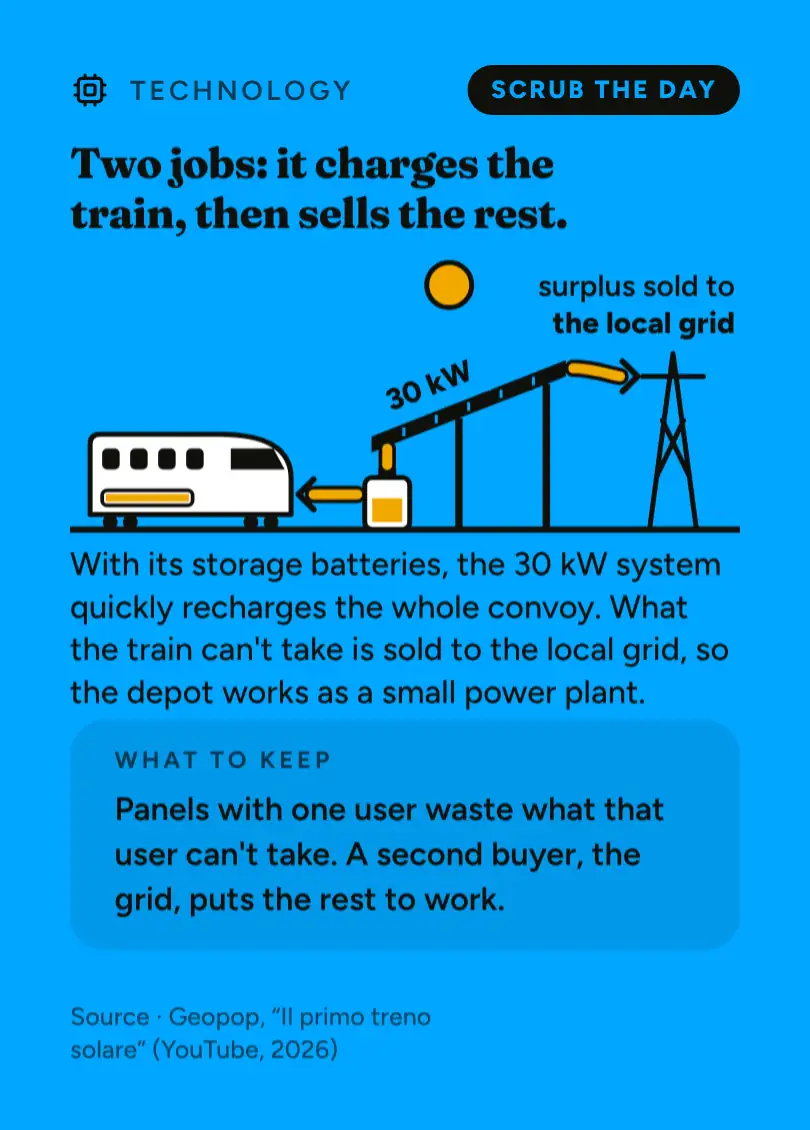 TECHNOLOGY
SCRUB THE DAY
Two jobs: it charges the
train, then sells the rest.
surplus sold to
the local grid
30 kW
With its storage batteries, the 30 kW system
quickly recharges the whole convoy. What
the train can't take is sold to the local grid, so
the depot works as a small power plant.
WHAT TO KEEP
Panels with one user waste what that
user can't take. A second buyer, the
grid, puts the rest to work.
Source · Geopop, “Il primo treno
solare” (YouTube, 2026)